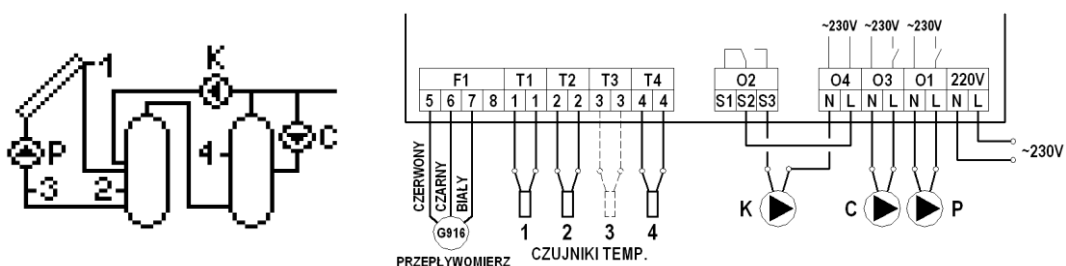 1
K
P
4
C
3
2
~230V ~230V ~230V
F1 T1 T2 T3 T4 O2 O4 O3 O1 220V
5 6 7 8 1 1 2 2 3 3 4 4 S1 S2 S3 N L N L N L N L
CZERWONY
CZARNY
BIAŁY
~230V
G916
1 2 3 4
K C P
PRZEPŁYWOMIERZ
CZUJNIKI TEMP.